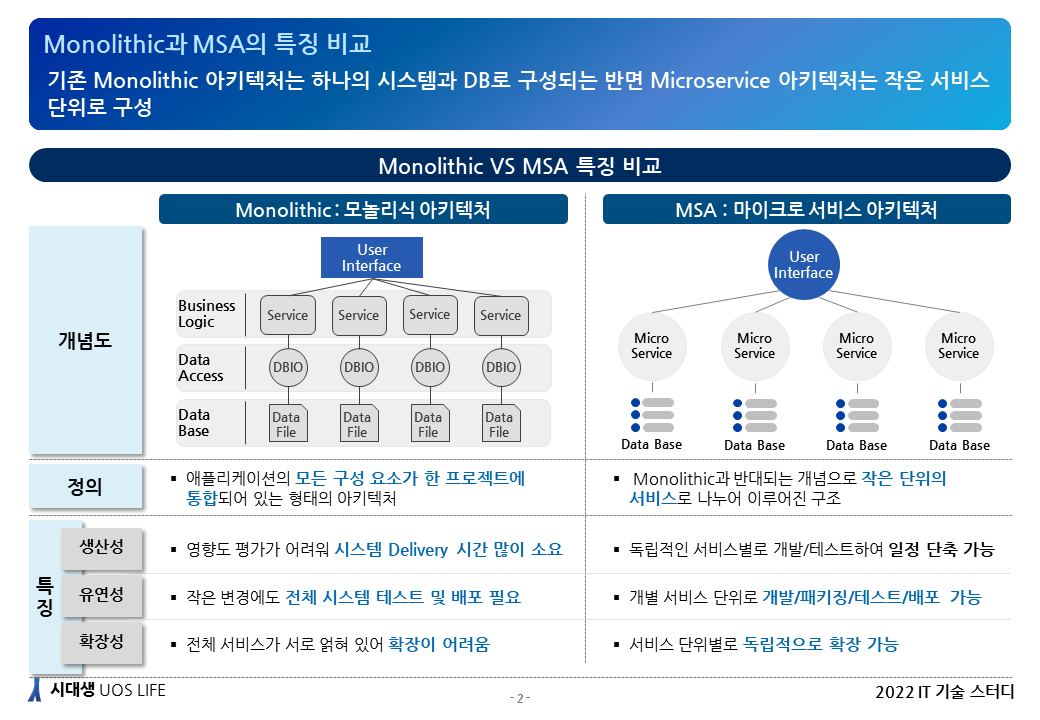 Monolithic과 MSA의 특징 비교
기존 Monolithic 아키텍처는 하나의 시스템과 DB로 구성되는 반면 Microservice 아키텍처는 작은 서비스
단위로 구성
Monolithic VS MSA 특징 비교
Monolithic : 모놀리식 아키텍처
MSA : 마이크로 서비스 아키텍처
개념도
User
Interface
Business
Logic
Service
Service
Service
Service
Data
Access
DBIO
DBIO
DBIO
DBIO
Data
Base
Data
File
Data
File
Data
File
Data
File
User
Interface
Micro
Service
Micro
Service
Micro
Service
Micro
Service
Data Base
Data Base
Data Base
Data Base
정의
▪ 애플리케이션의 모든 구성 요소가 한 프로젝트에
통합되어 있는 형태의 아키텍처
▪ Monolithic과 반대되는 개념으로 작은 단위의
서비스로 나누어 이루어진 구조
특
징
생산성
▪ 영향도 평가가 어려워 시스템 Delivery 시간 많이 소요
▪ 독립적인 서비스별로 개발/테스트하여 일정 단축 가능
유연성
▪ 작은 변경에도 전체 시스템 테스트 및 배포 필요
▪ 개별 서비스 단위로 개발/패키징/테스트/배포 가능
확장성
▪ 전체 서비스가 서로 얽혀 있어 확장이 어려움
▪ 서비스 단위별로 독립적으로 확장 가능
시대생 UOS LIFE
- 2 -
2022 IT 기술 스터디